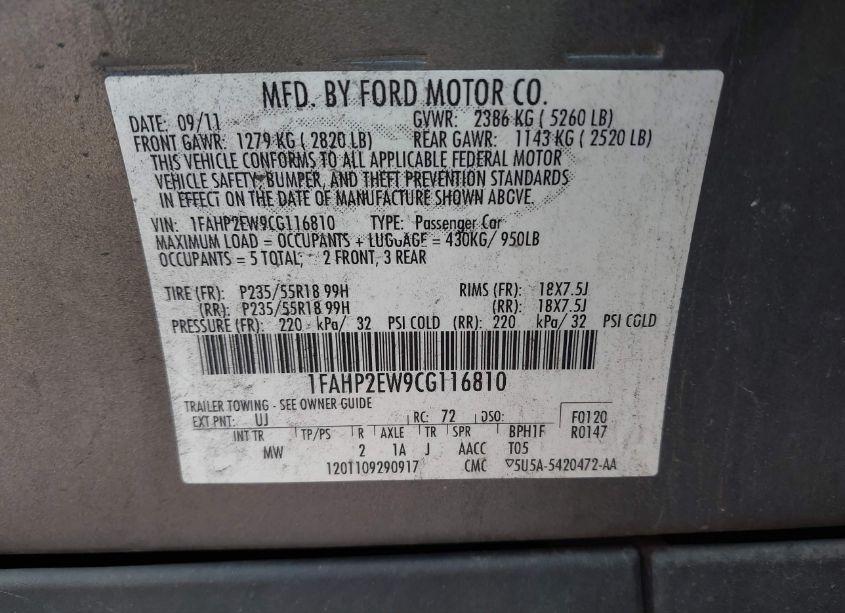 MFD. BY FORD MOTOR CO.
DATE: 09/11 GVWR: 2386 KG ( 5260 LB)
FRONT GAWR: 1279 KG ( 2820 LB) REAR GAWR: 1143 KG ( 2520 LB)
THIS VEHICLE CONFORMS TO ALL APPLICABLE FEDERAL MOTOR
VEHICLE SAFETY, BUMPER, AND THEFT PREVENTION STANDARDS
IN EFFECT ON THE DATE OF MANUFACTURE SHOWN ABOVE.
VIN: 1FAHP2EW9CG116810 TYPE: Passenger Car
MAXIMUM LOAD = OCCUPANTS + LUGGAGE = 430KG/ 950LB
OCCUPANTS = 5 TOTAL; 2 FRONT, 3 REAR
TIRE (FR): P235/55R18 99H RIMS (FR): 18X7.5J
(RR): P235/55R18 99H (RR): 18X7.5J
PRESSURE (FR): 220 kPa/ 32 PSI COLD (RR): 220 kPa/ 32 PSI COLD
1FAHP2EW9CG116810
TRAILER TOWING - SEE OWNER GUIDE
EXT PNT: UJ RC: 72 DSO: F0120
INT TR TP/PS R AXLE TR SPR BPH1F R0147
MW 2 1A J AACC T05
1201109290917 CMC ▽5U5A-5420472-AA